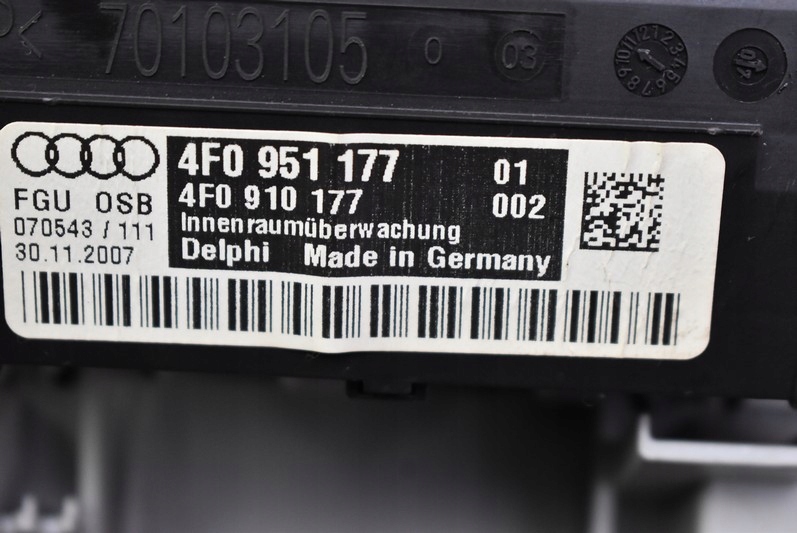 70103105 0 03
4F0 951 177 01
FGU OSB 4F0 910 177 002
070543 / 111 Innenraumüberwachung
30.11.2007 Delphi Made in Germany